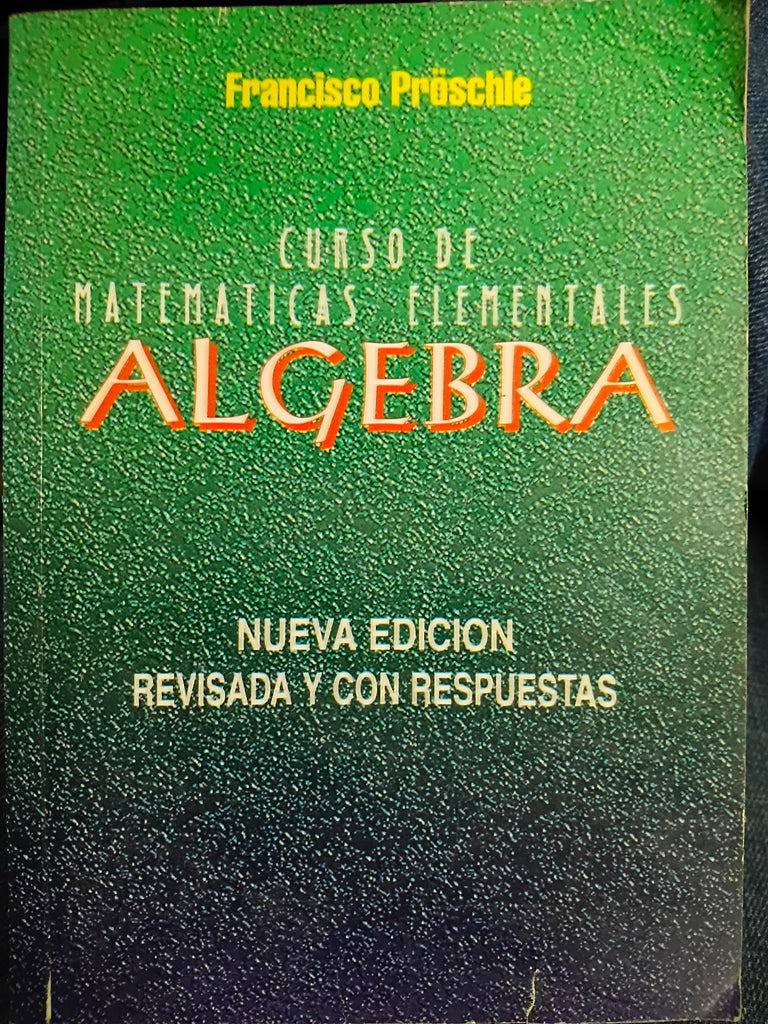 Francisco Pröschle
CURSO DE
MATEMATICAS ELEMENTALES
ALGEBRA
NUEVA EDICION
REVISADA Y CON RESPUESTAS